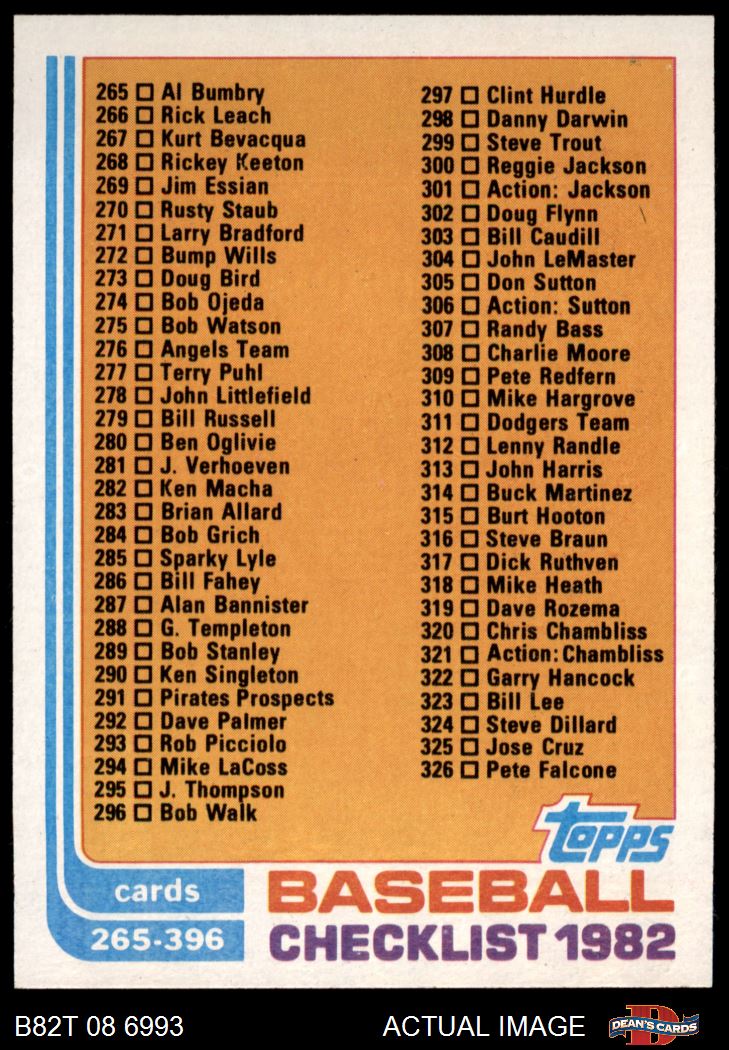 265 Al Bumbry
266 Rick Leach
267 Kurt Bevacqua
268 Rickey Keeton
269 Jim Essian
270 Rusty Staub
271 Larry Bradford
272 Bump Wills
273 Doug Bird
274 Bob Ojeda
275 Bob Watson
276 Angels Team
277 Terry Puhl
278 John Littlefield
279 Bill Russell
280 Ben Oglivie
281 J. Verhoeven
282 Ken Macha
283 Brian Allard
284 Bob Grich
285 Sparky Lyle
286 Bill Fahey
287 Alan Bannister
288 G. Templeton
289 Bob Stanley
290 Ken Singleton
291 Pirates Prospects
292 Dave Palmer
293 Rob Picciolo
294 Mike LaCoss
295 J. Thompson
296 Bob Walk
297 Clint Hurdle
298 Danny Darwin
299 Steve Trout
300 Reggie Jackson
301 Action: Jackson
302 Doug Flynn
303 Bill Caudill
304 John LeMaster
305 Don Sutton
306 Action: Sutton
307 Randy Bass
308 Charlie Moore
309 Pete Redfern
310 Mike Hargrove
311 Dodgers Team
312 Lenny Randle
313 John Harris
314 Buck Martinez
315 Burt Hooton
316 Steve Braun
317 Dick Ruthven
318 Mike Heath
319 Dave Rozema
320 Chris Chambliss
321 Action: Chambliss
322 Garry Hancock
323 Bill Lee
324 Steve Dillard
325 Jose Cruz
326 Pete Falcone
topps
cards
265-396
BASEBALL
CHECKLIST 1982
B82T 08 6993
ACTUAL IMAGE
D
DEAN'S CARDS